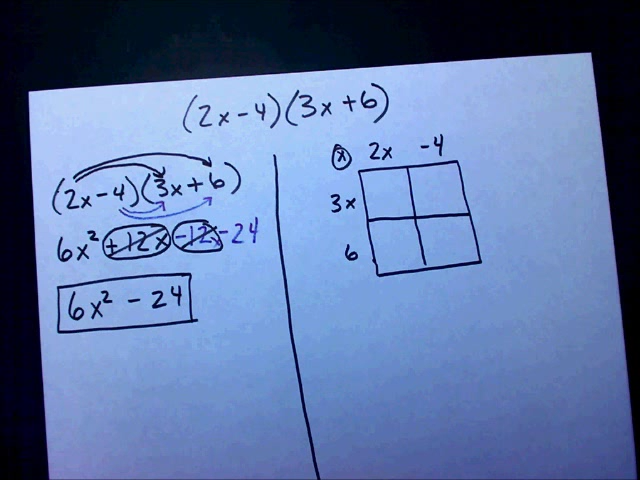 (2x-4)(3x+6)
(2x-4)(3x+6)
6x² +12x -12x -24
6x² - 24
(x) 2x -4
3x
6